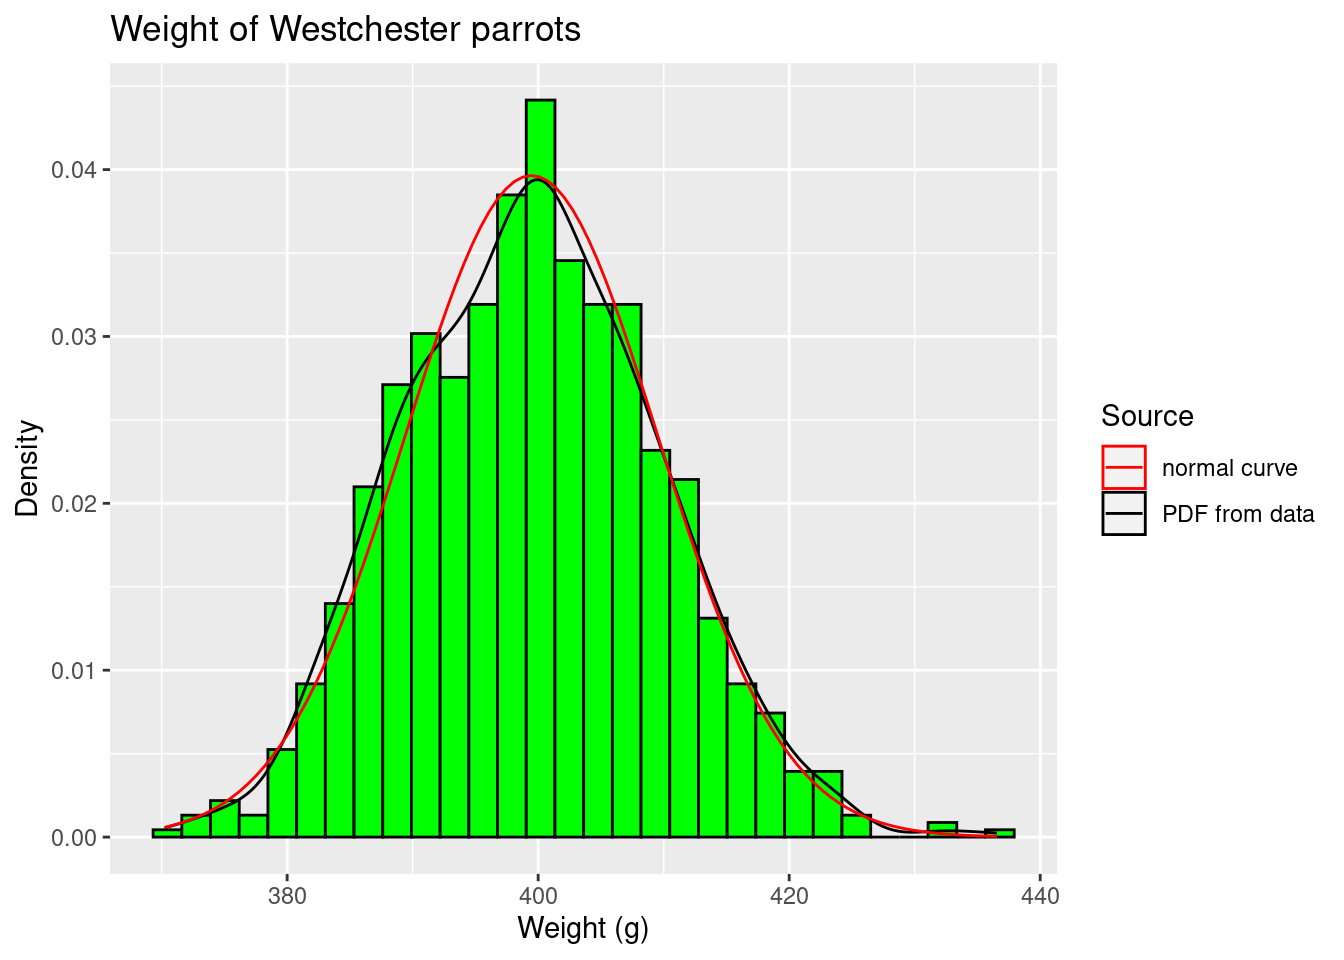 Weight of Westchester parrots
0.04
0.03
0.02
0.01
0.00
Density
380 400 420 440
Weight (g)
Source
normal curve
PDF from data